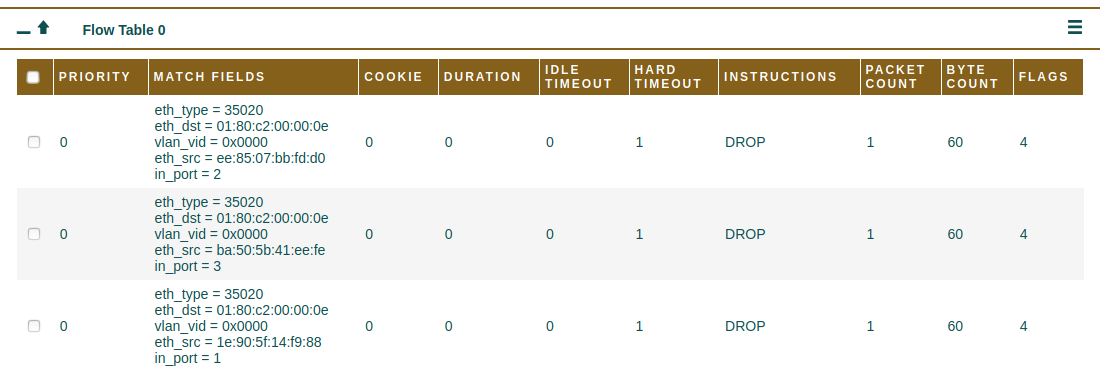 Flow Table 0
PRIORITY MATCH FIELDS COOKIE DURATION IDLE TIMEOUT HARD TIMEOUT INSTRUCTIONS PACKET COUNT BYTE COUNT FLAGS
eth_type = 35020
eth_dst = 01:80:c2:00:00:0e
0 vlan_vid = 0x0000 0 0 0 1 DROP 1 60 4
eth_src = ee:85:07:bb:fd:d0
in_port = 2
eth_type = 35020
eth_dst = 01:80:c2:00:00:0e
0 vlan_vid = 0x0000 0 0 0 1 DROP 1 60 4
eth_src = ba:50:5b:41:ee:fe
in_port = 3
eth_type = 35020
eth_dst = 01:80:c2:00:00:0e
0 vlan_vid = 0x0000 0 0 0 1 DROP 1 60 4
eth_src = 1e:90:5f:14:f9:88
in_port = 1